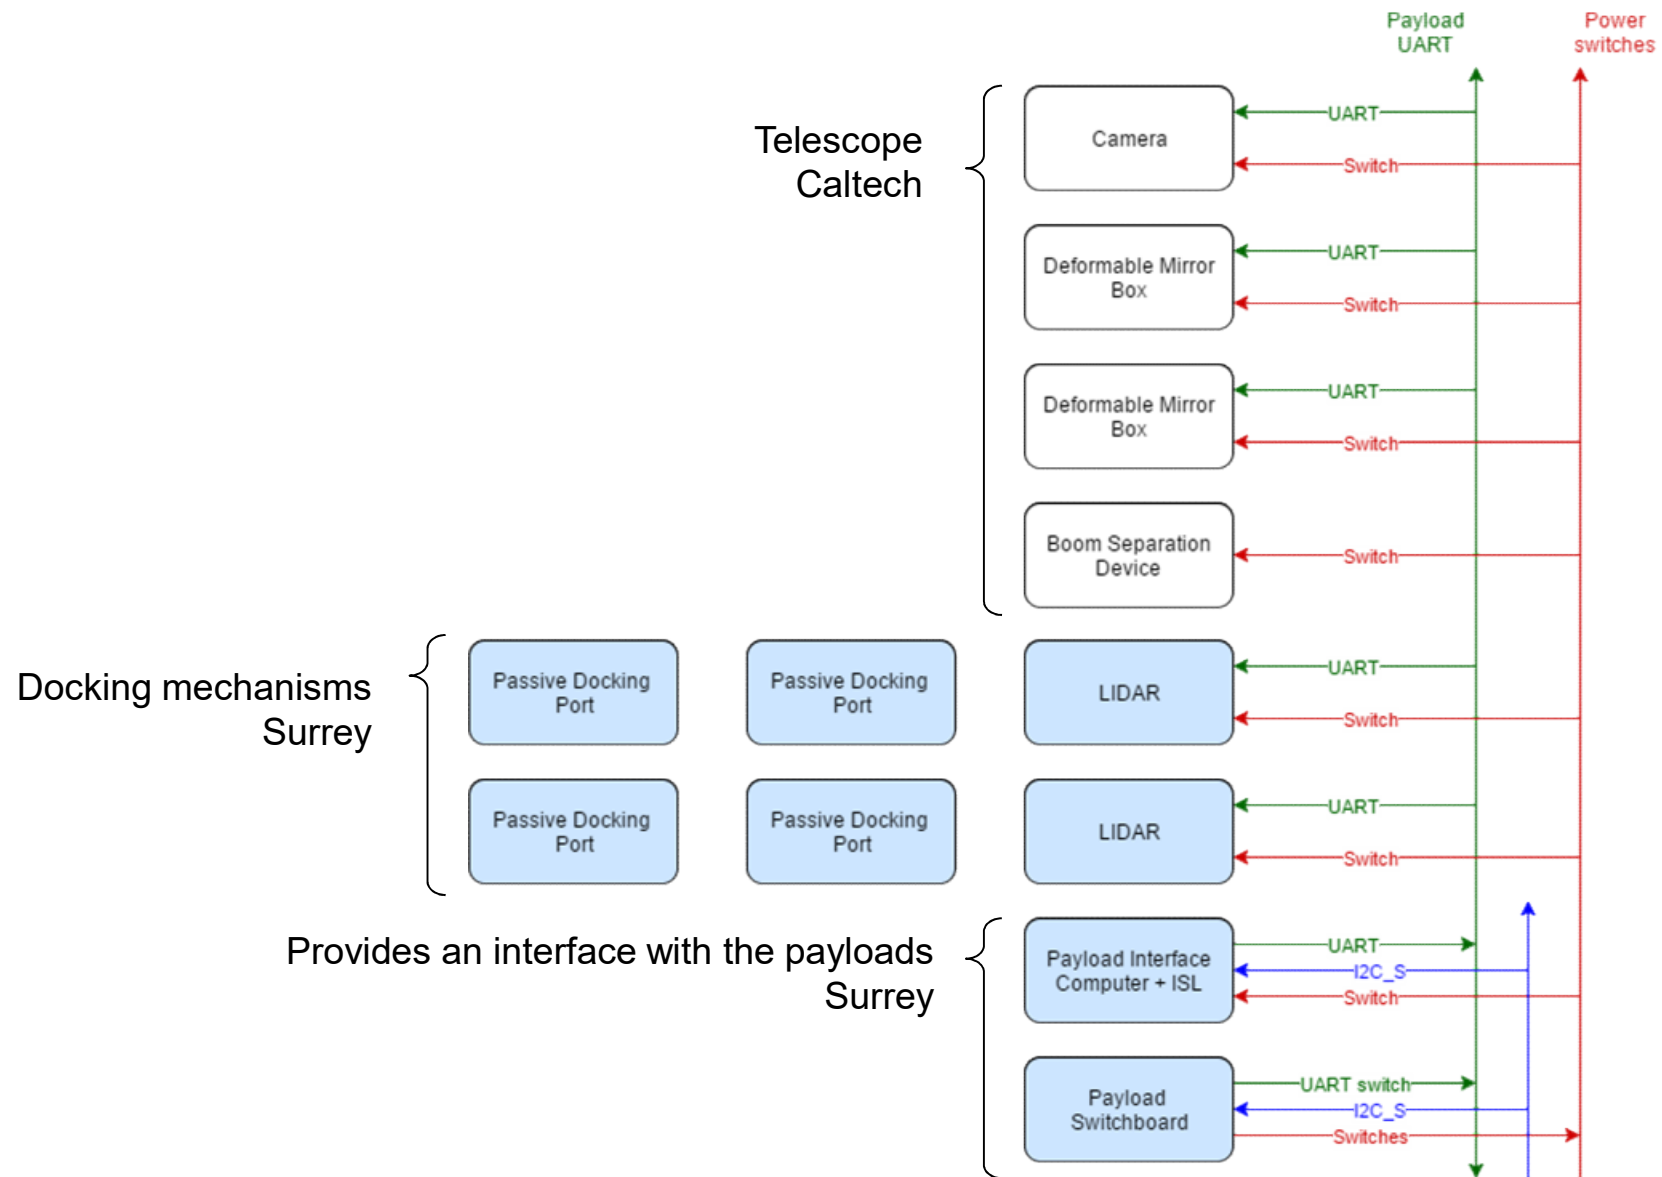 Payload
UART
Power
switches
Telescope
Caltech
Camera
UART
Switch
Deformable Mirror
Box
UART
Switch
Deformable Mirror
Box
UART
Switch
Boom Separation
Device
Switch
Docking mechanisms
Surrey
Passive Docking
Port
Passive Docking
Port
LIDAR
UART
Switch
Passive Docking
Port
Passive Docking
Port
LIDAR
UART
Switch
Provides an interface with the payloads
Surrey
Payload Interface
Computer + ISL
UART
I2C_S
Switch
Payload
Switchboard
UART switch
I2C_S
Switches